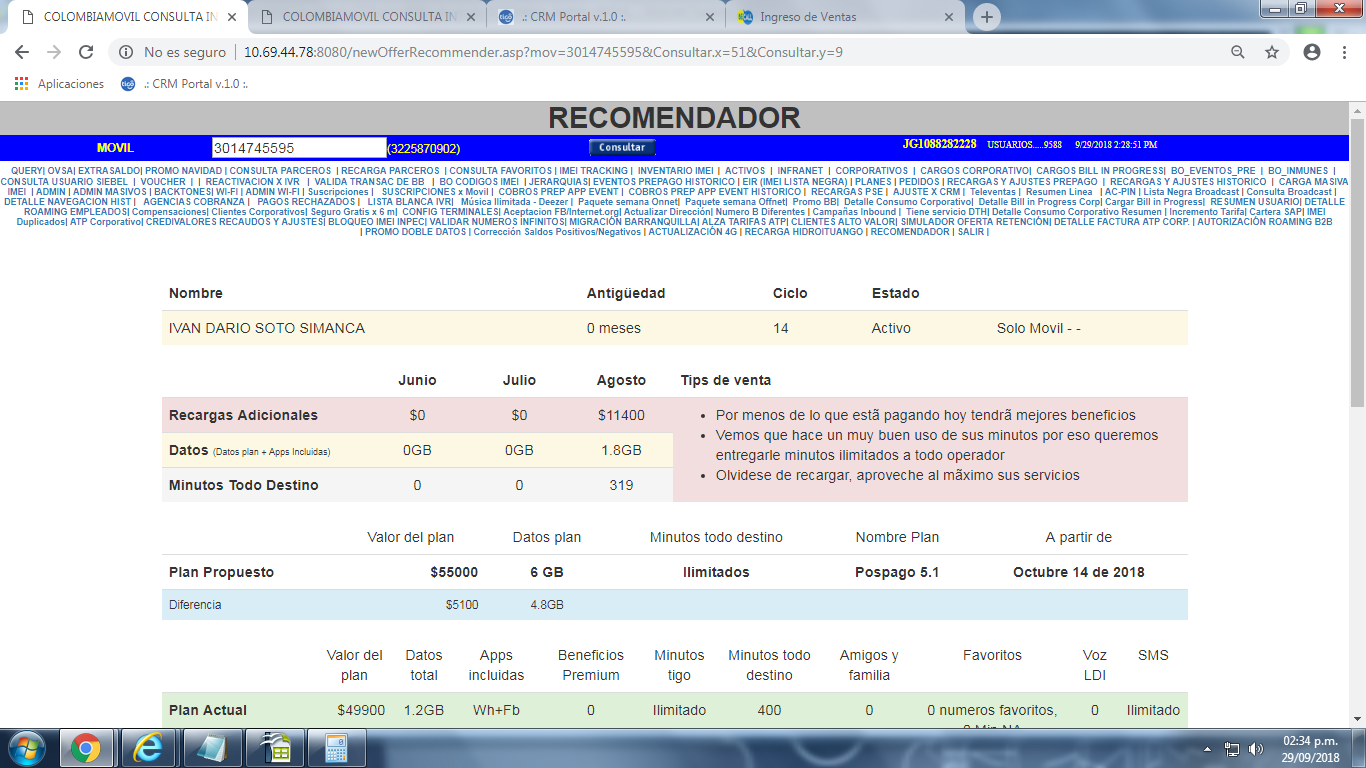 COLOMBIAMOVIL CONSULTA IN
COLOMBIAMOVIL CONSULTA IN
.: CRM Portal v.1.0 :.
Ingreso de Ventas
No es seguro
10.69.44.78:8080/newOfferRecommender.asp?mov=3014745595&Consultar.x=51&Consultar.y=9
Aplicaciones
tigo .: CRM Portal v.1.0 :.
RECOMENDADOR
MOVIL 3014745595 (3225870902) Consultar JG1088282228 USUARIOS.....9588 9/29/2018 2:28:51 PM
QUERY| OVSA| EXTRASALDO| PROMO NAVIDAD | CONSULTA PARCEROS | RECARGA PARCEROS | CONSULTA FAVORITOS | IMEI TRACKING | INVENTARIO IMEI | ACTIVOS | INFRANET | CORPORATIVOS | CARGOS CORPORATIVO| CARGOS BILL IN PROGRESS| BO_EVENTOS_PRE | BO_INMUNES |
CONSULTA USUARIO SIEBEL | VOUCHER | | REACTIVACION X IVR | VALIDA TRANSAC DE BB | BO CODIGOS IMEI | JERARQUIAS| EVENTOS PREPAGO HISTORICO | EIR (IMEI LISTA NEGRA) | PLANES | PEDIDOS | RECARGAS Y AJUSTES PREPAGO | RECARGAS Y AJUSTES HISTORICO | CARGA MASIVA
IMEI | ADMIN | ADMIN MASIVOS | BACKTONES| WI-FI | ADMIN WI-FI | Suscripciones | SUSCRIPCIONES x Movil | COBROS PREP APP EVENT | COBROS PREP APP EVENT HISTORICO | RECARGAS PSE | AJUSTE X CRM | Televentas | Resumen Linea | AC-PIN | Lista Negra Broadcast | Consulta Broadcast |
DETALLE NAVEGACION HIST | AGENCIAS COBRANZA | PAGOS RECHAZADOS | LISTA BLANCA IVR| Música Ilimitada - Deezer | Paquete semana Onnet| Paquete semana Offnet| Promo BB| Detalle Consumo Corporativo| Detalle Bill in Progress Corp| Cargar Bill in Progress| RESUMEN USUARIO| DETALLE
ROAMING EMPLEADOS| Compensaciones| Clientes Corporativos| Seguro Gratis x 6 m| CONFIG TERMINALES| Aceptacion FB/Internet.org| Actualizar Dirección| Numero B Diferentes | Campañas Inbound | Tiene servicio DTH| Detalle Consumo Corporativo Resumen | Incremento Tarifa| Cartera SAP| IMEI
Duplicados| ATP Corporativo| CREDIVALORES RECAUDOS Y AJUSTES| BLOQUEO IMEI INPEC| VALIDAR NUMEROS INFINITOS| MIGRACIÓN BARRANQUILLA| ALZA TARIFAS ATP| CLIENTES ALTO VALOR| SIMULADOR OFERTA RETENCIÓN| DETALLE FACTURA ATP CORP. | AUTORIZACIÓN ROAMING B2B
| PROMO DOBLE DATOS | Corrección Saldos Positivos/Negativos | ACTUALIZACIÓN 4G | RECARGA HIDROITUANGO | RECOMENDADOR | SALIR |
Nombre Antigüedad Ciclo Estado
IVAN DARIO SOTO SIMANCA 0 meses 14 Activo Solo Movil - -
Junio Julio Agosto Tips de venta
Recargas Adicionales $0 $0 $11400
Datos (Datos plan + Apps Incluidas) 0GB 0GB 1.8GB
Minutos Todo Destino 0 0 319
• Por menos de lo que estã pagando hoy tendrã mejores beneficios
• Vemos que hace un muy buen uso de sus minutos por eso queremos
entregarle minutos ilimitados a todo operador
• Olvidese de recargar, aproveche al mãximo sus servicios
Valor del plan Datos plan Minutos todo destino Nombre Plan A partir de
Plan Propuesto $55000 6 GB Ilimitados Pospago 5.1 Octubre 14 de 2018
Diferencia $5100 4.8GB
Valor del Datos Apps Beneficios Minutos Minutos todo Amigos y Favoritos Voz SMS
plan total incluidas Premium tigo destino familia LDI
Plan Actual $49900 1.2GB Wh+Fb 0 Ilimitado 400 0 0 numeros favoritos, 0 Ilimitado
02:34 p.m.
29/09/2018